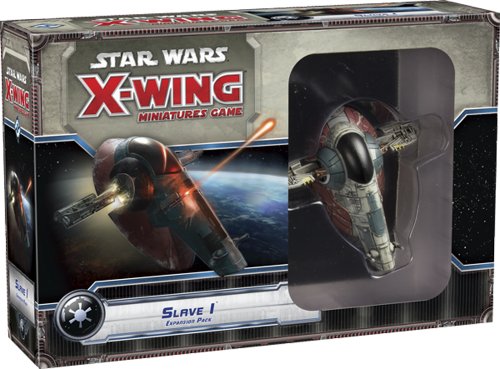 STAR WARS
X-WING
MINIATURES GAME
SLAVE I
EXPANSION PACK